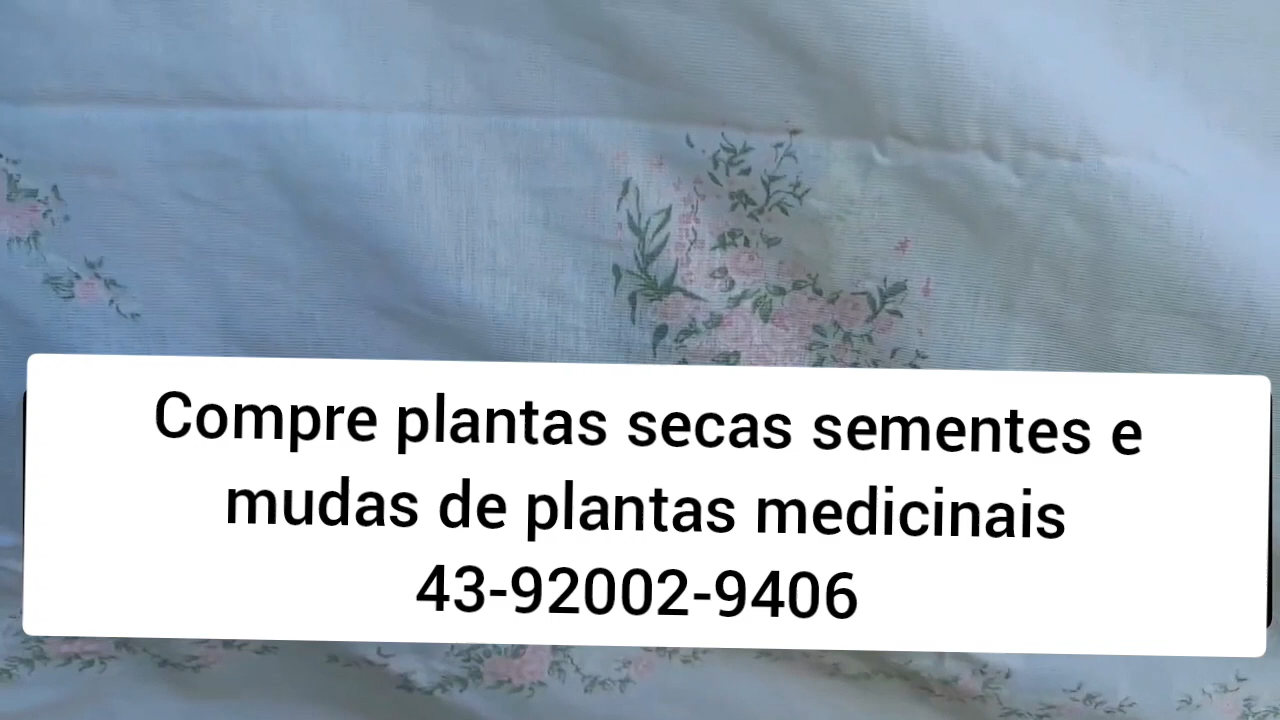 Compre plantas secas sementes e
mudas de plantas medicinais
43-92002-9406